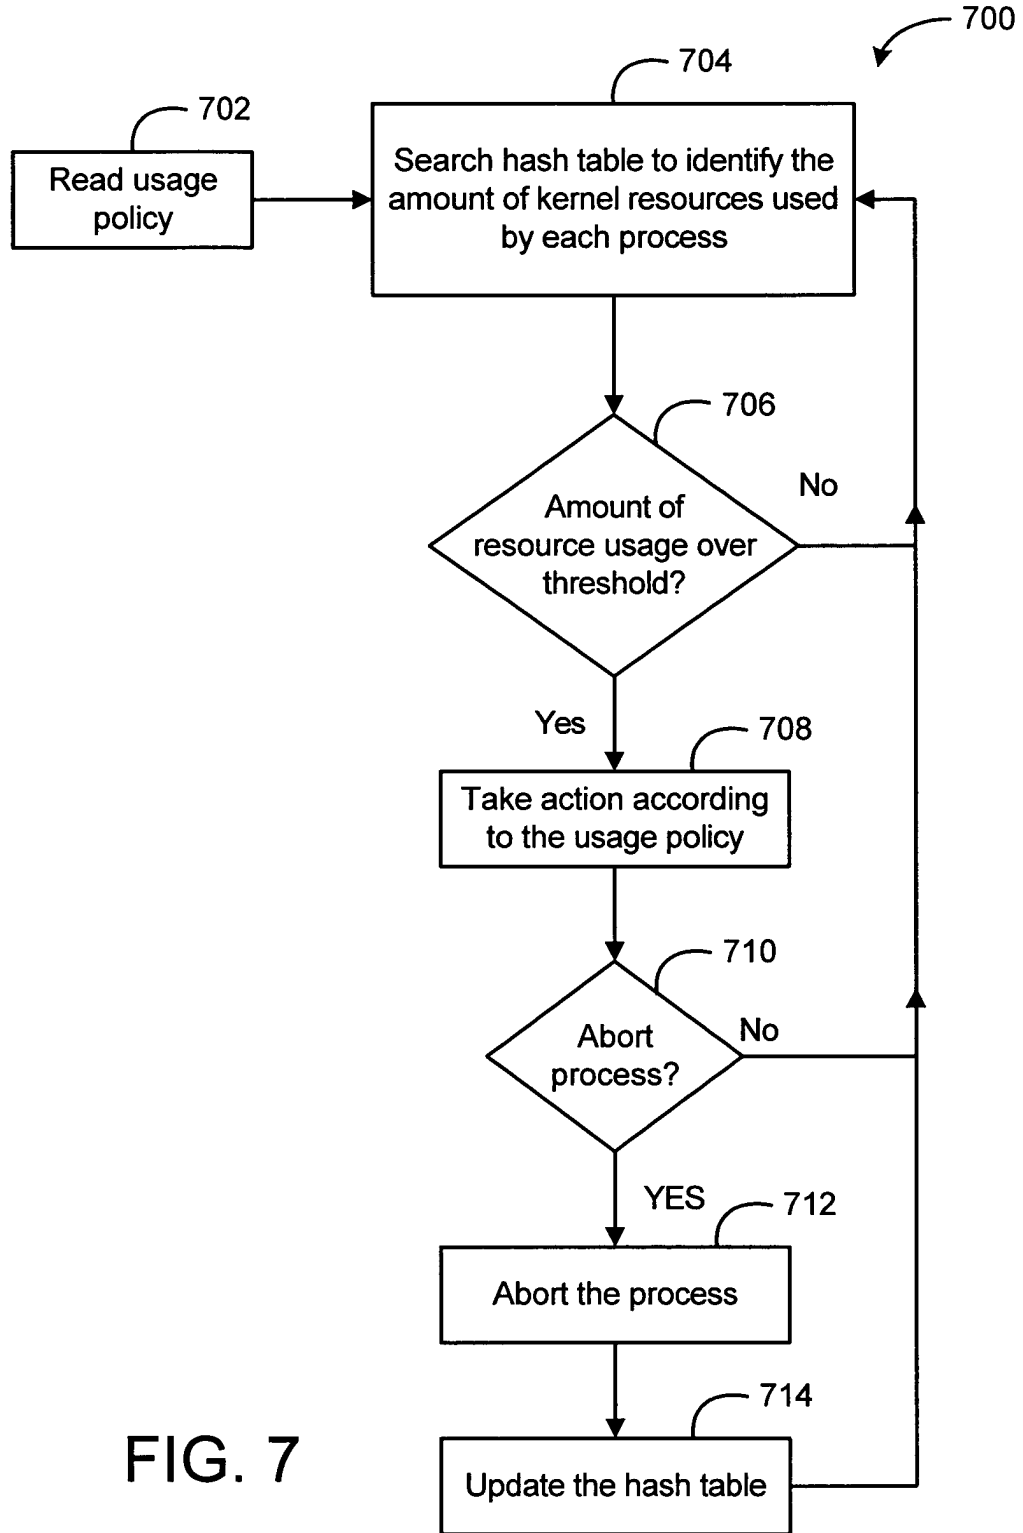 700
704
702
Read usage
policy
Search hash table to identify the
amount of kernel resources used
by each process
706
No
Amount of
resource usage over
threshold?
Yes
708
Take action according
to the usage policy
710
No
Abort
process?
YES
712
Abort the process
714
Update the hash table
FIG. 7